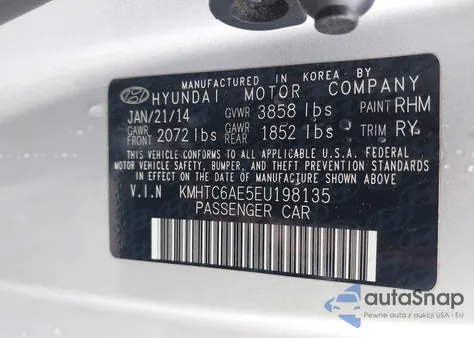 MANUFACTURED IN KOREA BY
HYUNDAI MOTOR COMPANY
JAN/21/14 GVWR 3858 lbs PAINT RHM
GAWR FRONT 2072 lbs GAWR REAR 1852 lbs TRIM RY
THIS VEHICLE CONFORMS TO ALL APPLICABLE U.S.A. FEDERAL
MOTOR VEHICLE SAFETY, BUMPER, AND THEFT PREVENTION STANDARDS
IN EFFECT ON THE DATE OF MANUFACTURE SHOWN ABOVE.
V.I.N KMHTC6AE5EU198135
PASSENGER CAR
autoSnap
Pewne auta z aukcji USA i EU